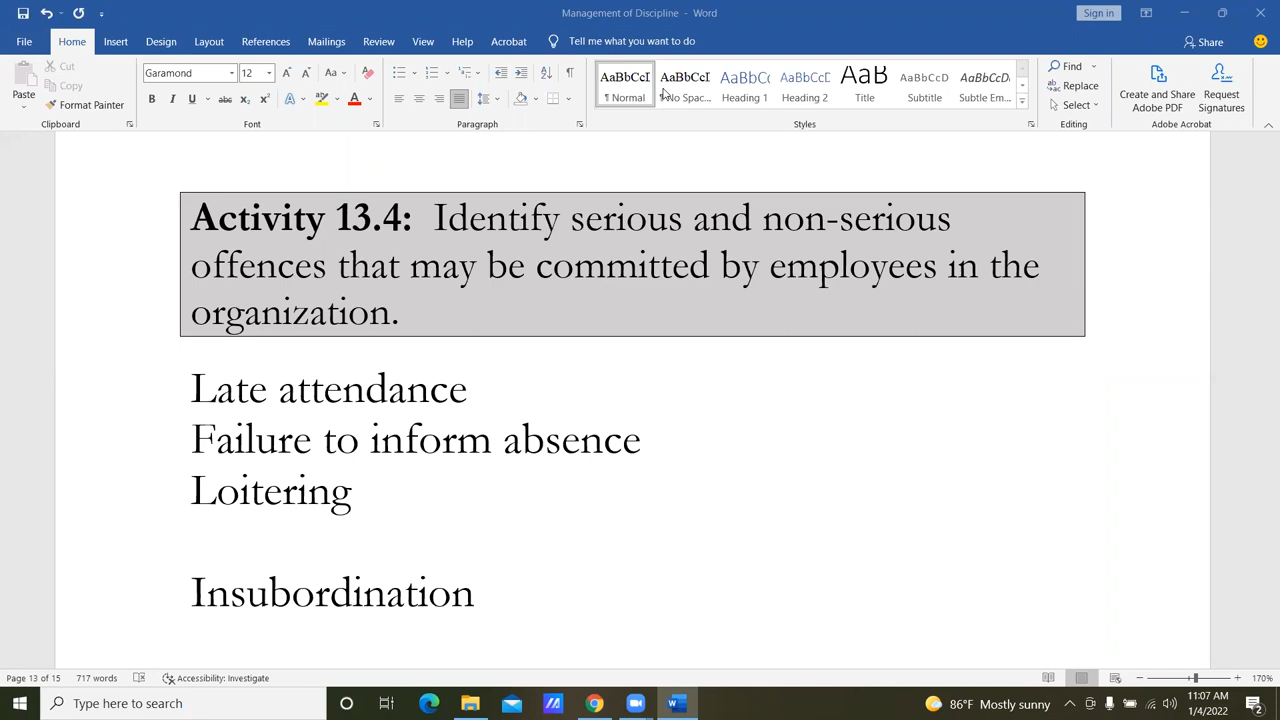 Management of Discipline - Word
Sign in
File Home Insert Design Layout References Mailings Review View Help Acrobat Tell me what you want to do Share
Paste
Cut
Copy
Format Painter
Clipboard
Garamond 12
Font
Paragraph
AaBbCcI AaBbCcI AaBbCc AaBbCcD AaB AaBbCcD AaBbCcD
¶ Normal ¶ No Spac... Heading 1 Heading 2 Title Subtitle Subtle Em...
Styles
Find
Replace
Select
Editing
Create and Share Adobe PDF
Request Signatures
Adobe Acrobat
Activity 13.4: Identify serious and non-serious
offences that may be committed by employees in the
organization.
Late attendance
Failure to inform absence
Loitering
Insubordination
Page 13 of 15 717 words Accessibility: Investigate 170%
Type here to search
86°F Mostly sunny
11:07 AM
1/4/2022
2